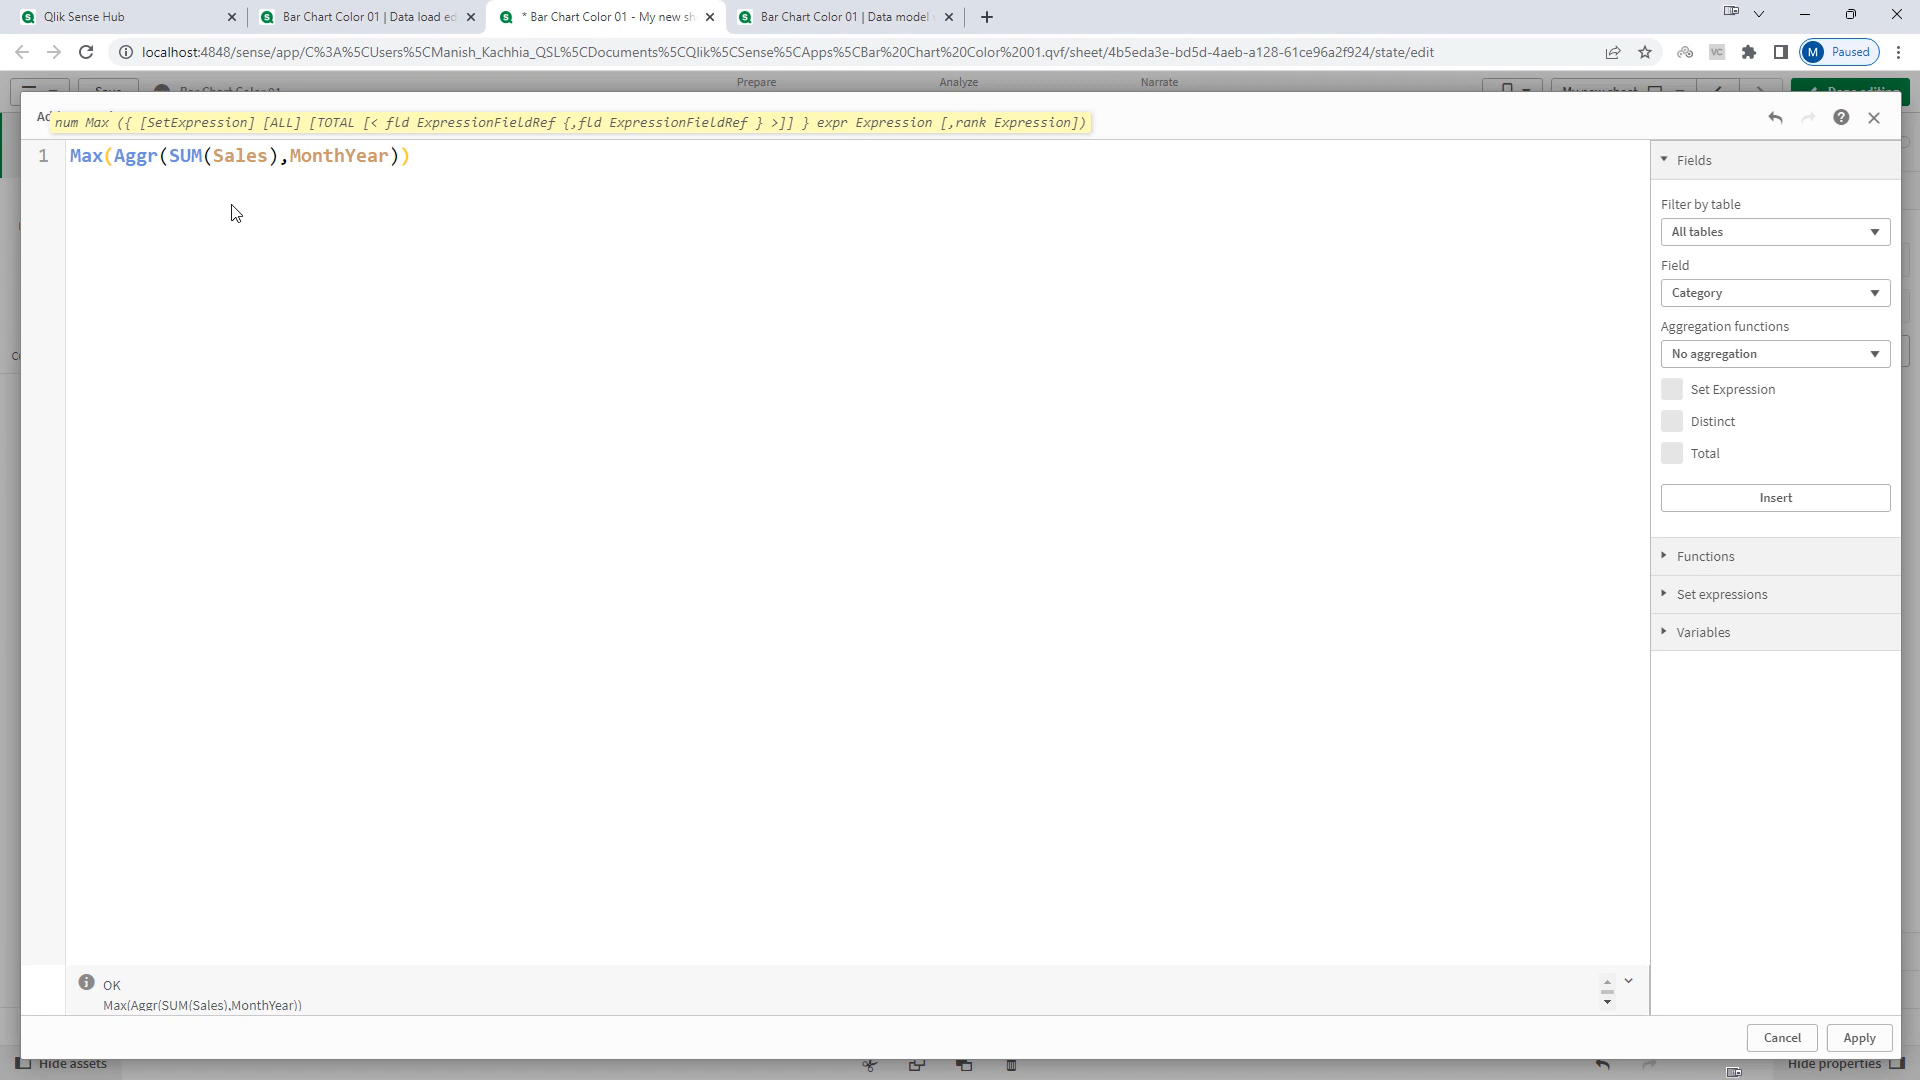 Qlik Sense Hub
Bar Chart Color 01 | Data load ed
* Bar Chart Color 01 - My new sh
Bar Chart Color 01 | Data model
localhost:4848/sense/app/C%3A%5CUsers%5CManish_Kachhia_QSL%5CDocuments%5CQlik%5CSense%5CApps%5CBar%20Chart%20Color%2001.qvf/sheet/4b5eda3e-bd5d-4aeb-a128-61ce96a2f924/state/edit
VC
M Paused
Prepare
Analyze
Narrate
num Max ({ [SetExpression] [ALL] [TOTAL [< fld ExpressionFieldRef {,fld ExpressionFieldRef } >]] } expr Expression [,rank Expression])
1 Max(Aggr(SUM(Sales),MonthYear))
Fields
Filter by table
All tables
Field
Category
Aggregation functions
No aggregation
Set Expression
Distinct
Total
Insert
Functions
Set expressions
Variables
OK
Max(Aggr(SUM(Sales),MonthYear))
Cancel
Apply
Hide assets
Hide properties